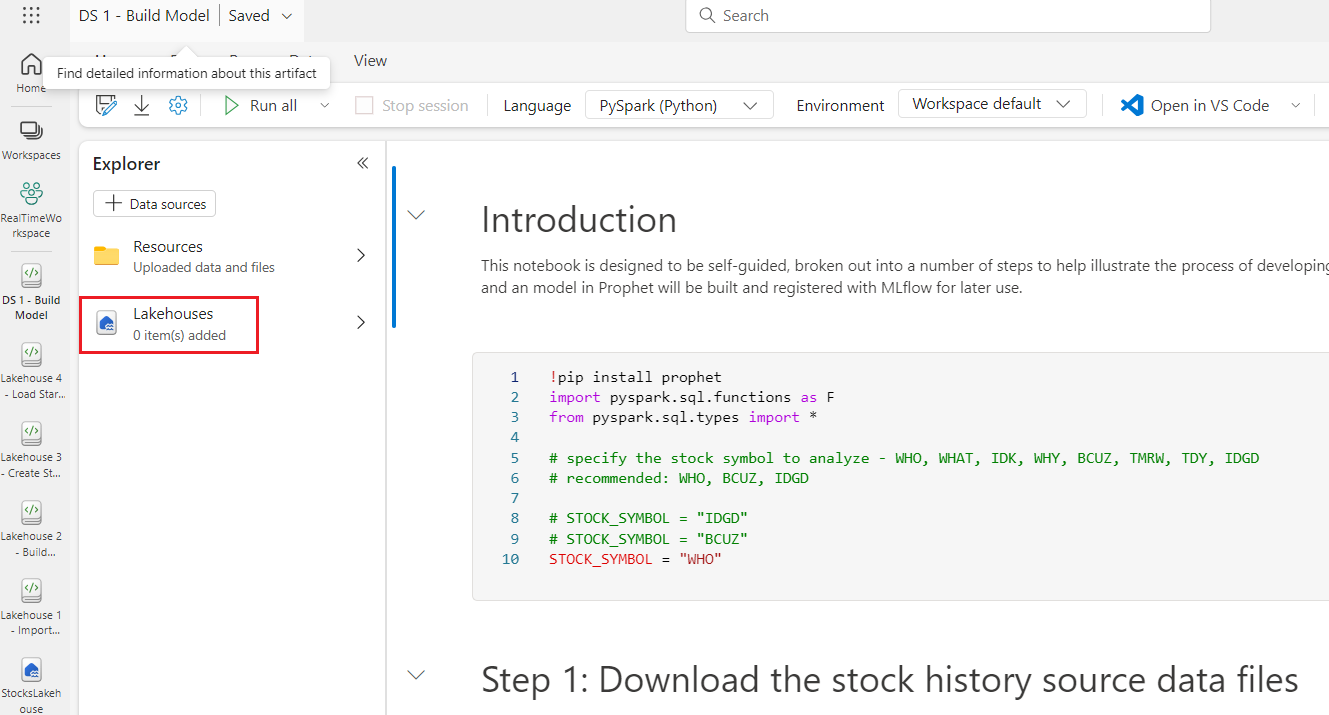 DS 1 - Build Model
Saved
Search
View
Find detailed information about this artifact
Home
Run all
Stop session
Language
PySpark (Python)
Environment
Workspace default
Open in VS Code
Workspaces
RealTimeWo
rkspace
DS 1 - Build
Model
Lakehouse 4
- Load Star...
Lakehouse 3
- Create St...
Lakehouse 2
- Build...
Lakehouse 1
- Import...
StocksLakeh
ouse
Explorer
Data sources
Resources
Uploaded data and files
Lakehouses
0 item(s) added
Introduction
This notebook is designed to be self-guided, broken out into a number of steps to help illustrate the process of developing
and an model in Prophet will be built and registered with MLflow for later use.
1 !pip install prophet
2 import pyspark.sql.functions as F
3 from pyspark.sql.types import *
4
5 # specify the stock symbol to analyze - WHO, WHAT, IDK, WHY, BCUZ, TMRW, TDY, IDGD
6 # recommended: WHO, BCUZ, IDGD
7
8 # STOCK_SYMBOL = "IDGD"
9 # STOCK_SYMBOL = "BCUZ"
10 STOCK_SYMBOL = "WHO"
Step 1: Download the stock history source data files